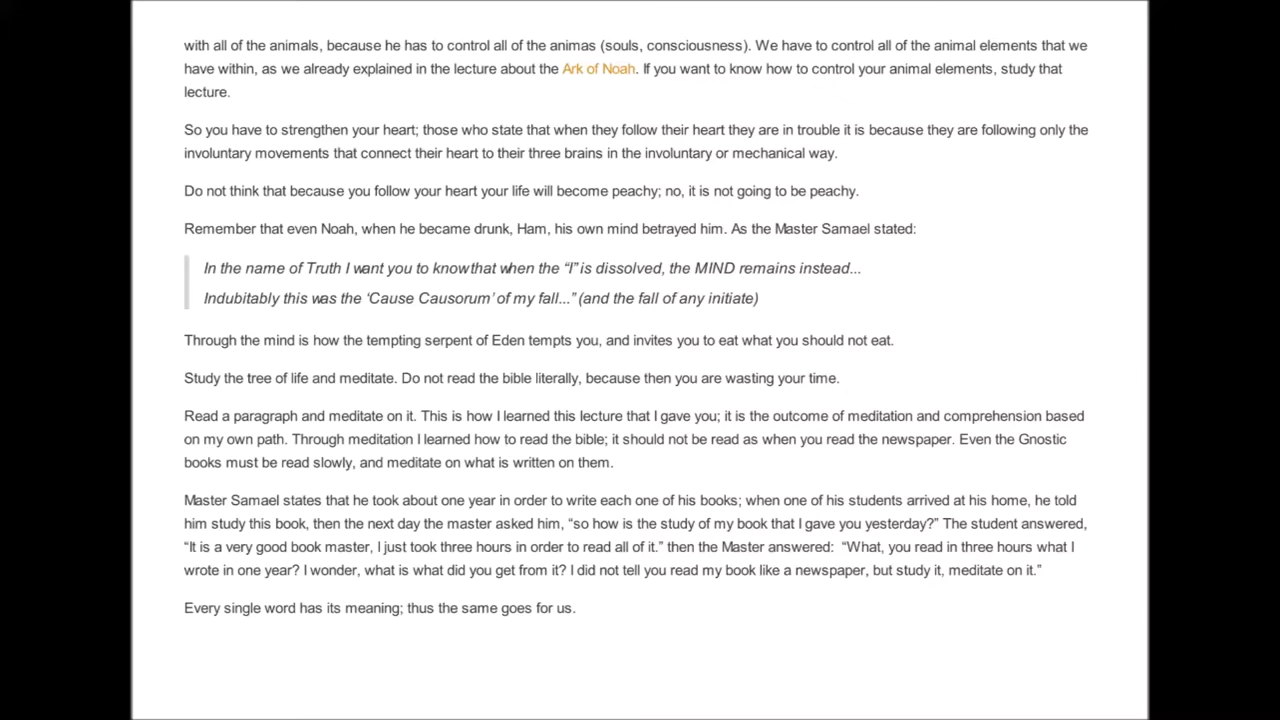 with all of the animals, because he has to control all of the animas (souls, consciousness). We have to control all of the animal elements that we
have within, as we already explained in the lecture about the Ark of Noah. If you want to know how to control your animal elements, study that
lecture.
So you have to strengthen your heart; those who state that when they follow their heart they are in trouble it is because they are following only the
involuntary movements that connect their heart to their three brains in the involuntary or mechanical way.
Do not think that because you follow your heart your life will become peachy; no, it is not going to be peachy.
Remember that even Noah, when he became drunk, Ham, his own mind betrayed him. As the Master Samael stated:
In the name of Truth I want you to know that when the “I” is dissolved, the MIND remains instead...
Indubitably this was the ‘Cause Causorum’ of my fall...” (and the fall of any initiate)
Through the mind is how the tempting serpent of Eden tempts you, and invites you to eat what you should not eat.
Study the tree of life and meditate. Do not read the bible literally, because then you are wasting your time.
Read a paragraph and meditate on it. This is how I learned this lecture that I gave you; it is the outcome of meditation and comprehension based
on my own path. Through meditation I learned how to read the bible; it should not be read as when you read the newspaper. Even the Gnostic
books must be read slowly, and meditate on what is written on them.
Master Samael states that he took about one year in order to write each one of his books; when one of his students arrived at his home, he told
him study this book, then the next day the master asked him, “so how is the study of my book that I gave you yesterday?” The student answered,
“It is a very good book master, I just took three hours in order to read all of it.” then the Master answered:  “What, you read in three hours what I
wrote in one year? I wonder, what is what did you get from it? I did not tell you read my book like a newspaper, but study it, meditate on it.”
Every single word has its meaning; thus the same goes for us.